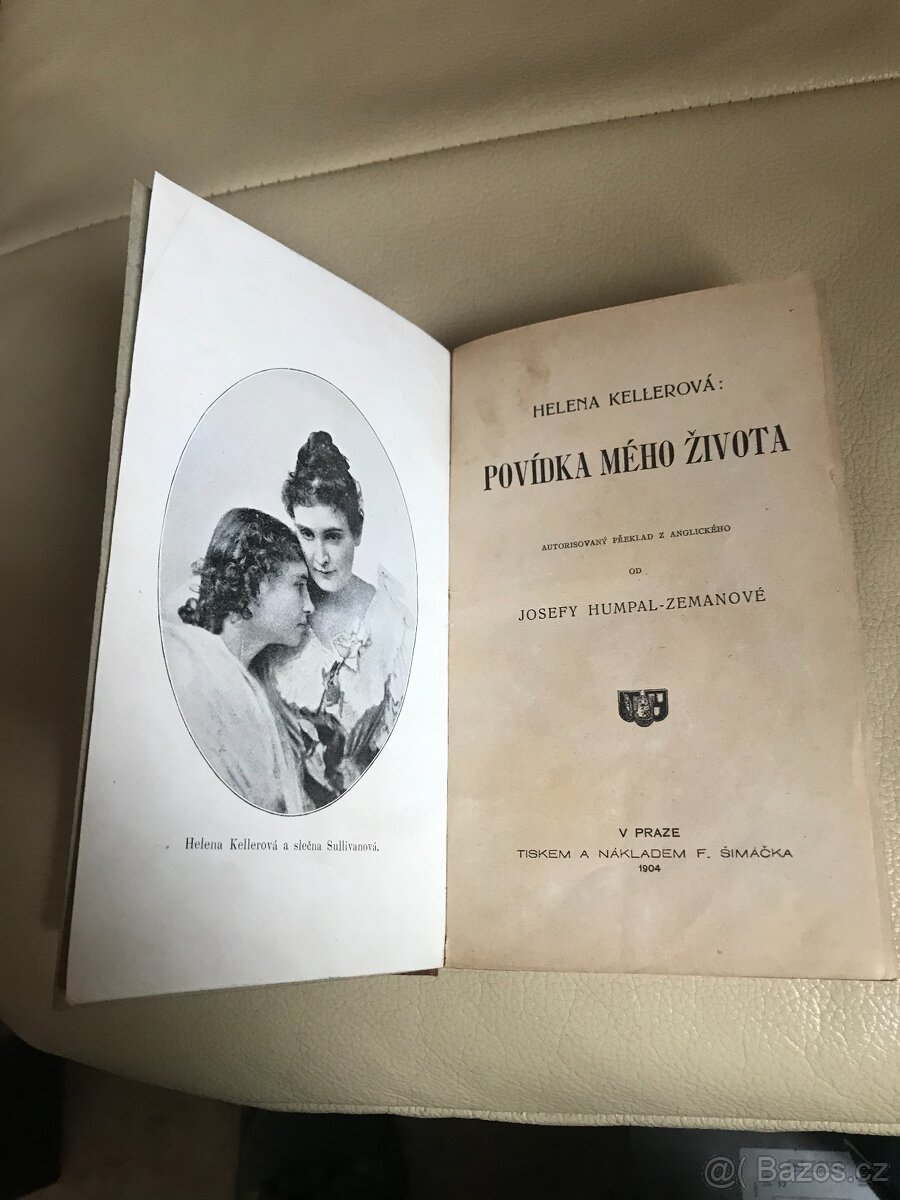 Helena Kellerová a slečna Sullivanová.
HELENA KELLEROVÁ:
POVÍDKA MÉHO ŽIVOTA
AUTORISOVANÝ PŘEKLAD Z ANGLICKÉHO
OD
JOSEFY HUMPAL-ZEMANOVÉ
V PRAZE
TISKEM A NÁKLADEM F. ŠIMÁČKA
1904
@( Bazos.cz